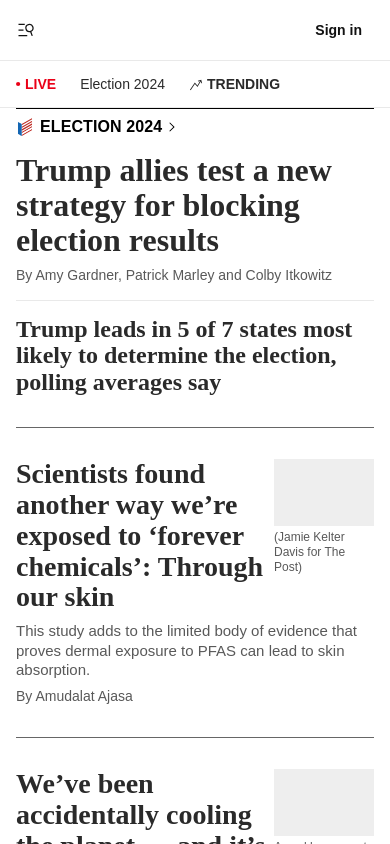 Sign in
LIVE
Election 2024
TRENDING
ELECTION 2024
Trump allies test a new
strategy for blocking
election results
By Amy Gardner, Patrick Marley and Colby Itkowitz
Trump leads in 5 of 7 states most
likely to determine the election,
polling averages say
Scientists found
another way we’re
exposed to ‘forever
chemicals’: Through
our skin
(Jamie Kelter
Davis for The
Post)
This study adds to the limited body of evidence that
proves dermal exposure to PFAS can lead to skin
absorption.
By Amudalat Ajasa
We’ve been
accidentally cooling
the planet — and it’s